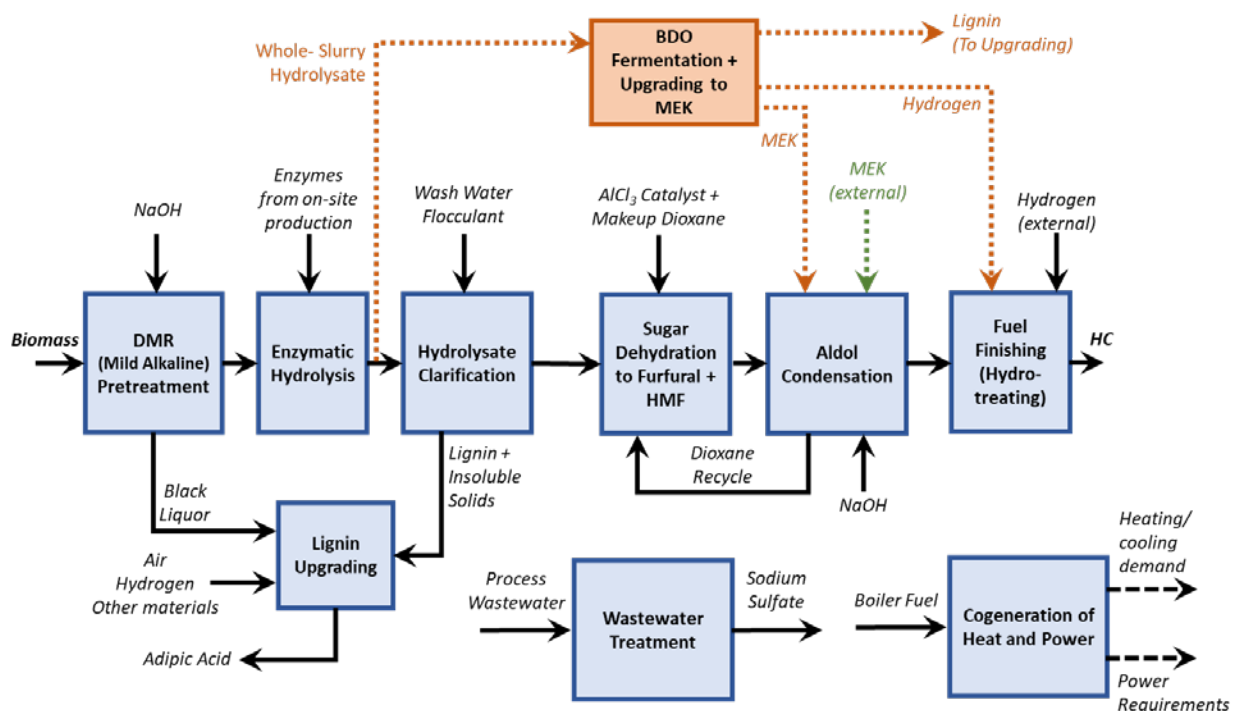 Whole- Slurry
Hydrolysate
BDO
Fermentation +
Upgrading to
MEK
Lignin
(To Upgrading)
Hydrogen
MEK
MEK
(external)
NaOH
Enzymes
from on-site
production
Wash Water
Flocculant
AlCl₃ Catalyst +
Makeup Dioxane
Hydrogen
(external)
Biomass
DMR
(Mild Alkaline)
Pretreatment
Enzymatic
Hydrolysis
Hydrolysate
Clarification
Sugar
Dehydration
to Furfural +
HMF
Aldol
Condensation
Fuel
Finishing
(Hydro-
treating)
HC
Black
Liquor
Lignin +
Insoluble
Solids
Dioxane
Recycle
NaOH
Air
Hydrogen
Other materials
Lignin
Upgrading
Adipic Acid
Process
Wastewater
Wastewater
Treatment
Sodium
Sulfate
Boiler Fuel
Cogeneration of
Heat and Power
Heating/
cooling
demand
Power
Requirements